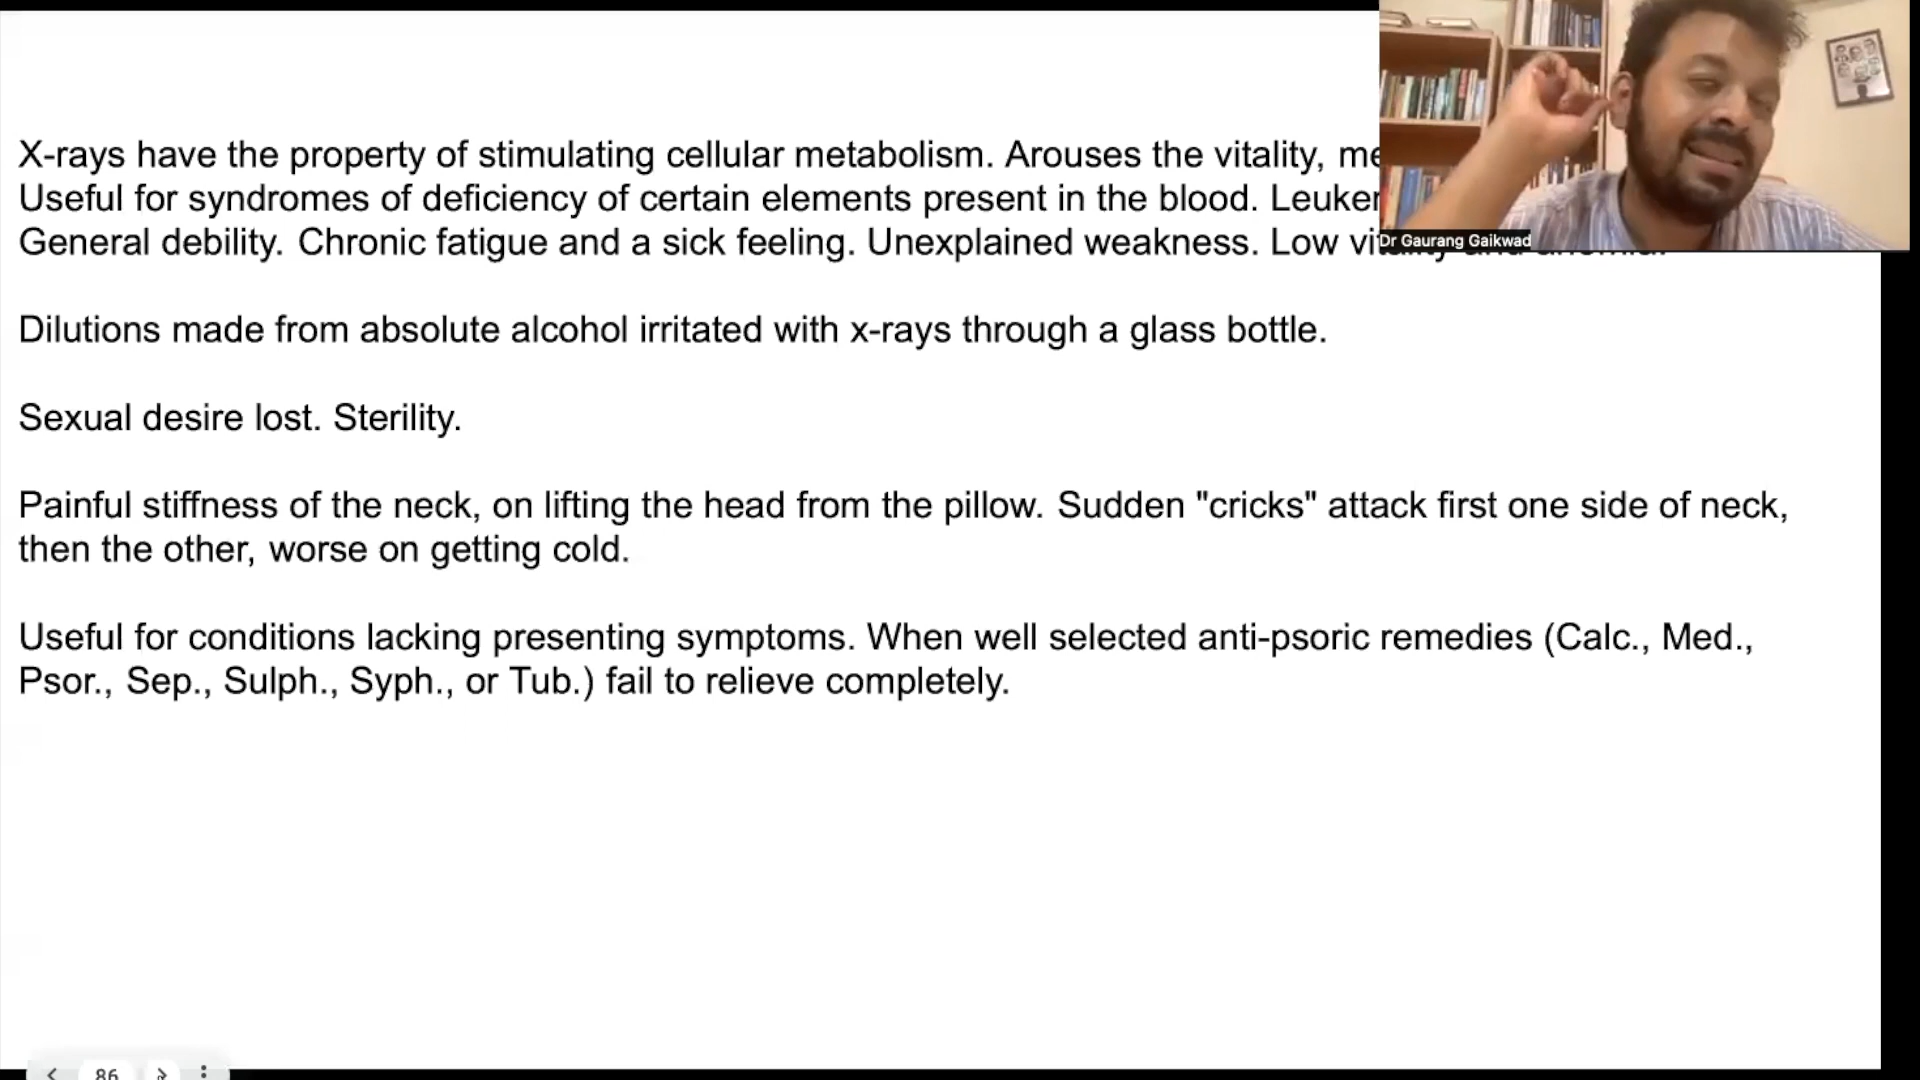 X-rays have the property of stimulating cellular metabolism. Arouses the vitality,
Useful for syndromes of deficiency of certain elements present in the blood.
General debility. Chronic fatigue and a sick feeling. Unexplained weakness. Low vitality and anemia.
Dr Gaurang Gaikwad
Dilutions made from absolute alcohol irritated with x-rays through a glass bottle.
Sexual desire lost. Sterility.
Painful stiffness of the neck, on lifting the head from the pillow. Sudden "cricks" attack first one side of neck,
then the other, worse on getting cold.
Useful for conditions lacking presenting symptoms. When well selected anti-psoric remedies (Calc., Med.,
Psor., Sep., Sulph., Syph., or Tub.) fail to relieve completely.
86